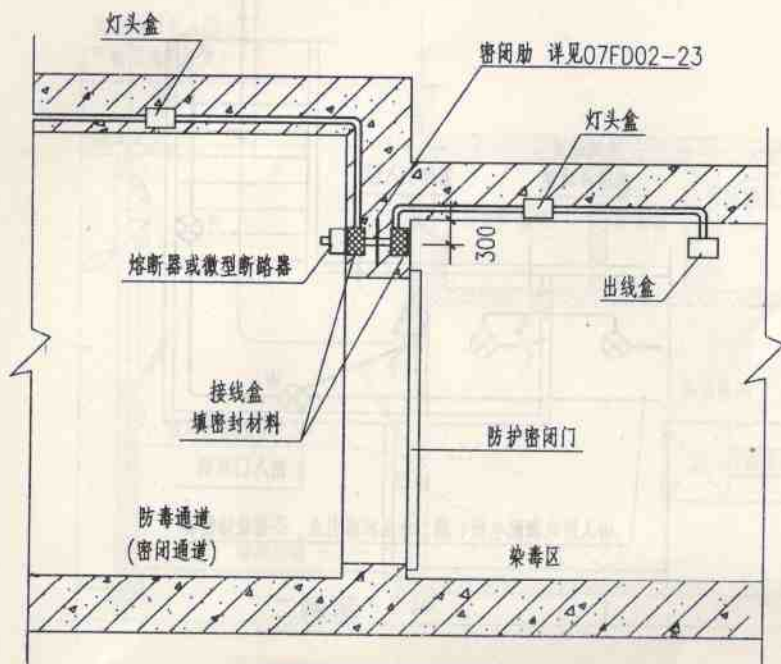 灯头盒
密闭肋 详见07FD02-23
灯头盒
300
熔断器或微型断路器
出线盒
接线盒
填密封材料
防护密闭门
防毒通道
(密闭通道)
染毒区